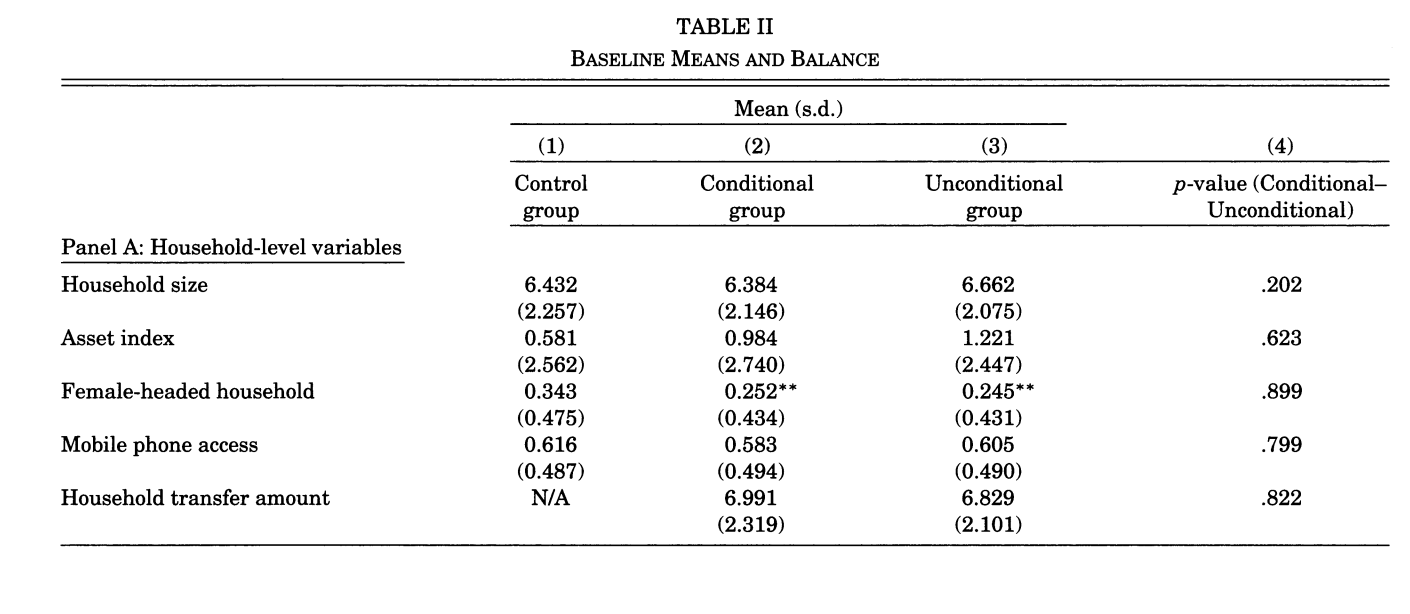 TABLE II
BASELINE MEANS AND BALANCE
Mean (s.d.)
(1) (2) (3) (4)
Control Conditional Unconditional p-value (Conditional–
group group group Unconditional)
Panel A: Household-level variables
Household size 6.432 6.384 6.662 .202
(2.257) (2.146) (2.075)
Asset index 0.581 0.984 1.221 .623
(2.562) (2.740) (2.447)
Female-headed household 0.343 0.252** 0.245** .899
(0.475) (0.434) (0.431)
Mobile phone access 0.616 0.583 0.605 .799
(0.487) (0.494) (0.490)
Household transfer amount N/A 6.991 6.829 .822
(2.319) (2.101)